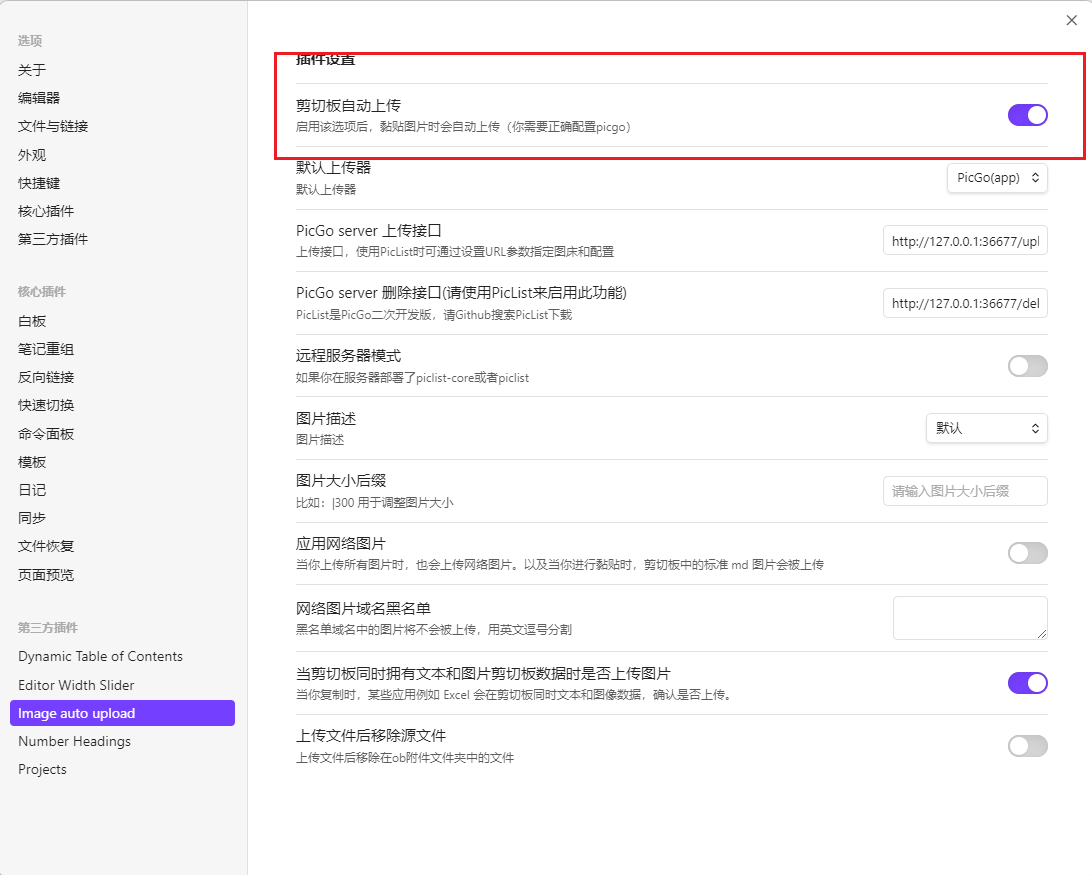 选项
关于
编辑器
文件与链接
外观
快捷键
核心插件
第三方插件
核心插件
白板
笔记重组
反向链接
快速切换
命令面板
模板
日记
同步
文件恢复
页面预览
第三方插件
Dynamic Table of Contents
Editor Width Slider
Image auto upload
Number Headings
Projects
插件设置
剪切板自动上传
启用该选项后，黏贴图片时会自动上传（你需要正确配置picgo）
默认上传器
默认上传器
PicGo(app)
PicGo server 上传接口
上传接口，使用PicList时可通过设置URL参数指定图床和配置
http://127.0.0.1:36677/upl
PicGo server 删除接口(请使用PicList来启用此功能)
PicList是PicGo二次开发版，请Github搜索PicList下载
http://127.0.0.1:36677/del
远程服务器模式
如果你在服务器部署了piclist-core或者piclist
图片描述
图片描述
默认
图片大小后缀
比如：|300 用于调整图片大小
请输入图片大小后缀
应用网络图片
当你上传所有图片时，也会上传网络图片。以及当你进行黏贴时，剪切板中的标准 md 图片会被上传
网络图片域名黑名单
黑名单域名中的图片将不会被上传，用英文逗号分割
当剪切板同时拥有文本和图片剪切板数据时是否上传图片
当你复制时，某些应用例如 Excel 会在剪切板同时文本和图像数据，确认是否上传。
上传文件后移除源文件
上传文件后移除在ob附件文件夹中的文件